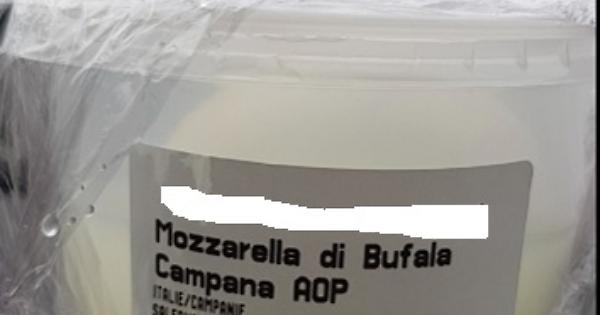 Mozzarella di Bufala
Campana AOP
ITALIE/CAMPANIE